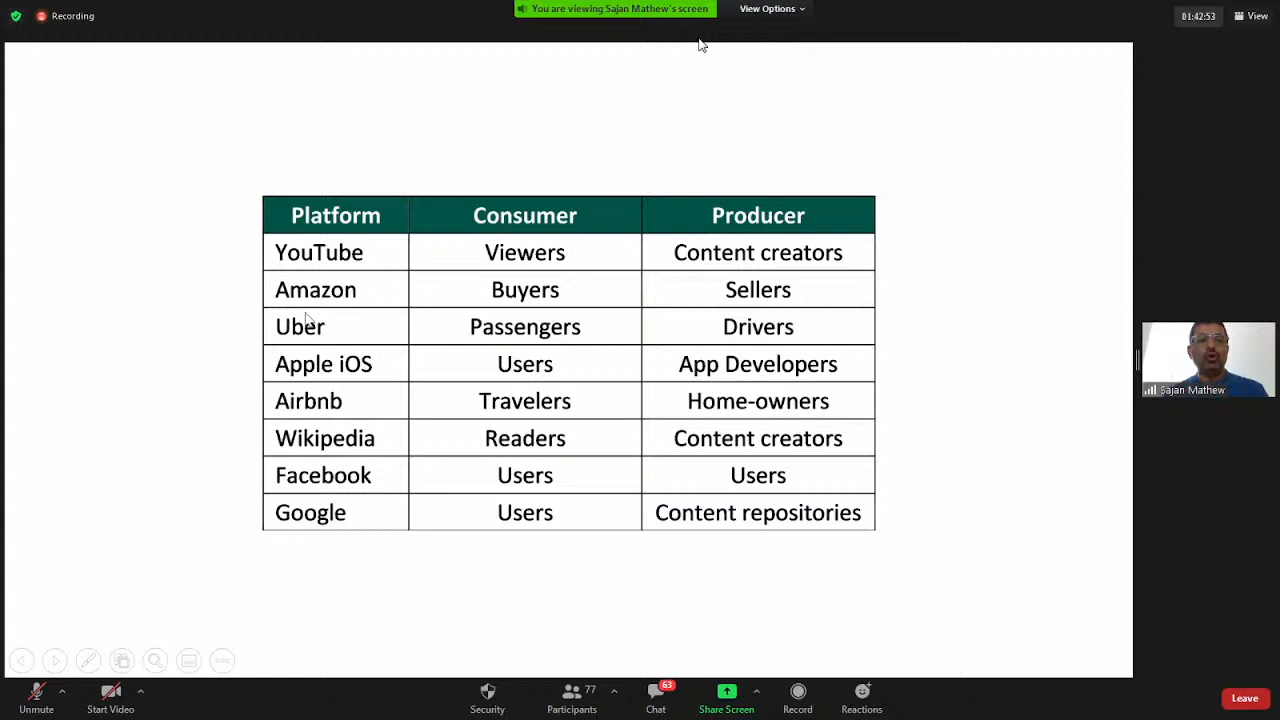 Recording
You are viewing Sajan Mathew's screen
View Options
01:42:53
View
Platform Consumer Producer
YouTube Viewers Content creators
Amazon Buyers Sellers
Uber Passengers Drivers
Apple iOS Users App Developers
Airbnb Travelers Home-owners
Wikipedia Readers Content creators
Facebook Users Users
Google Users Content repositories
Sajan Mathew
Unmute
Start Video
Security
77
Participants
63
Chat
Share Screen
Record
Reactions
Leave